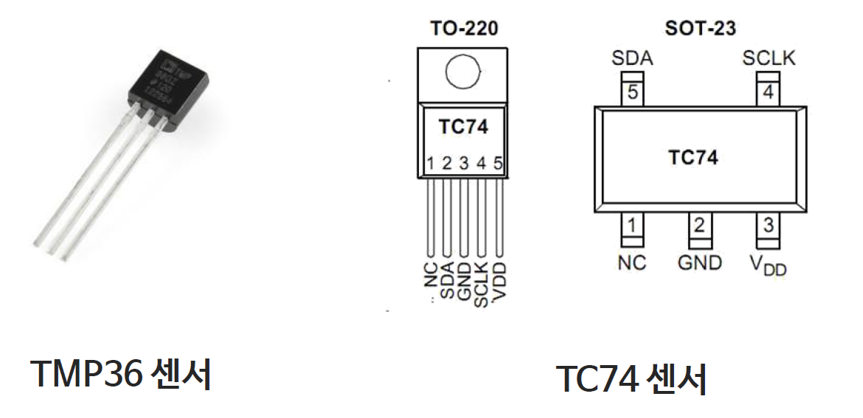 TO-220
TC74
1 2 3 4 5
NC
SDA
GND
SCLK
VDD
SOT-23
SDA SCLK
5 4
TC74
1 2 3
NC GND VDD
TMP36 센서
TC74 센서